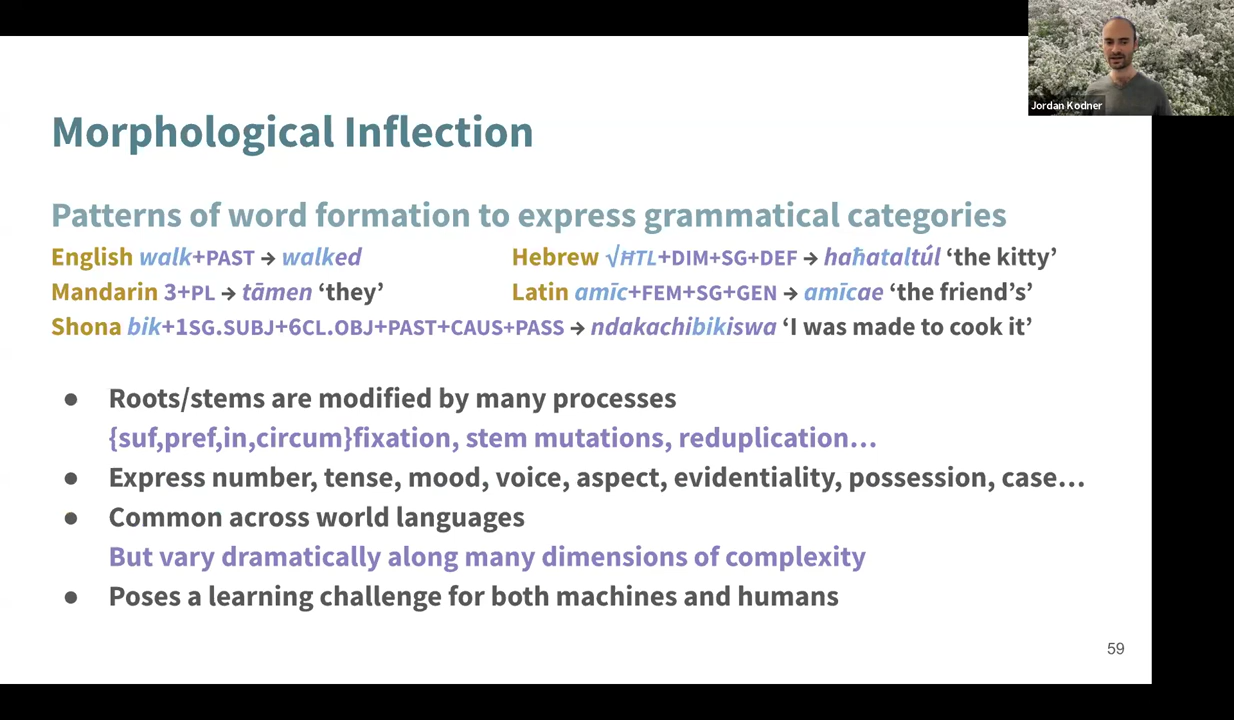 Jordan Kodner
Morphological Inflection
Patterns of word formation to express grammatical categories
English walk+PAST → walked
Hebrew √ĦTL+DIM+SG+DEF → haħataltúl ‘the kitty’
Mandarin 3+PL → tāmen ‘they’
Latin amīc+FEM+SG+GEN → amīcae ‘the friend’s’
Shona bik+1SG.SUBJ+6CL.OBJ+PAST+CAUS+PASS → ndakachibikiswa ‘I was made to cook it’
● Roots/stems are modified by many processes
{suf,pref,in,circum}fixation, stem mutations, reduplication…
● Express number, tense, mood, voice, aspect, evidentiality, possession, case…
● Common across world languages
But vary dramatically along many dimensions of complexity
● Poses a learning challenge for both machines and humans
59